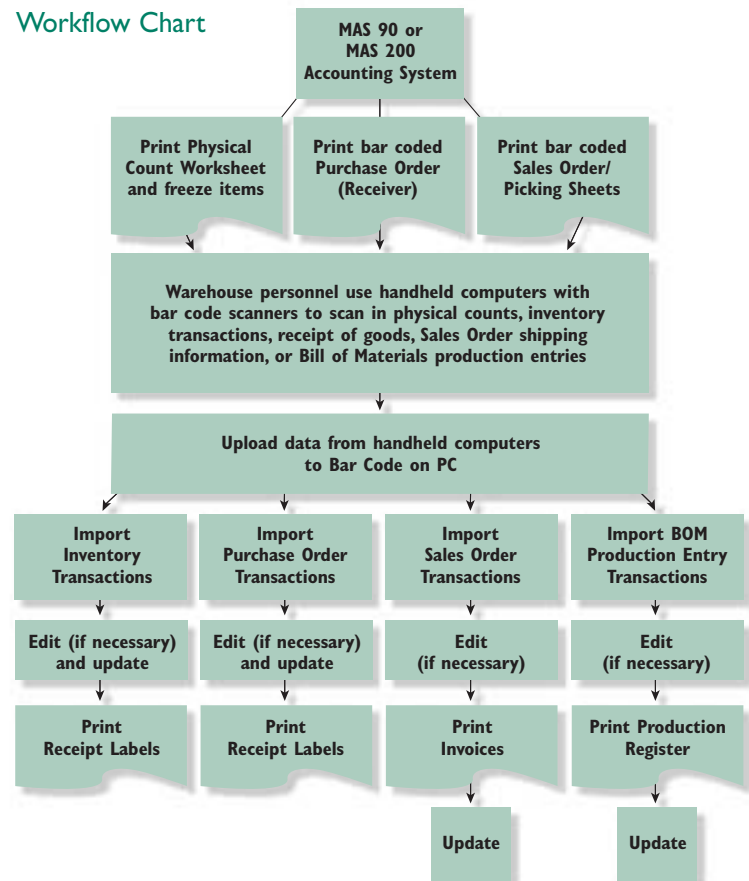 Workflow Chart
MAS 90 or
MAS 200
Accounting System
Print Physical
Count Worksheet
and freeze items
Print bar coded
Purchase Order
(Receiver)
Print bar coded
Sales Order/
Picking Sheets
Warehouse personnel use handheld computers with
bar code scanners to scan in physical counts, inventory
transactions, receipt of goods, Sales Order shipping
information, or Bill of Materials production entries
Upload data from handheld computers
to Bar Code on PC
Import
Inventory
Transactions
Import
Purchase Order
Transactions
Import
Sales Order
Transactions
Import BOM
Production Entry
Transactions
Edit (if necessary)
and update
Edit (if necessary)
and update
Edit
(if necessary)
Edit
(if necessary)
Print
Receipt Labels
Print
Receipt Labels
Print
Invoices
Print Production
Register
Update
Update